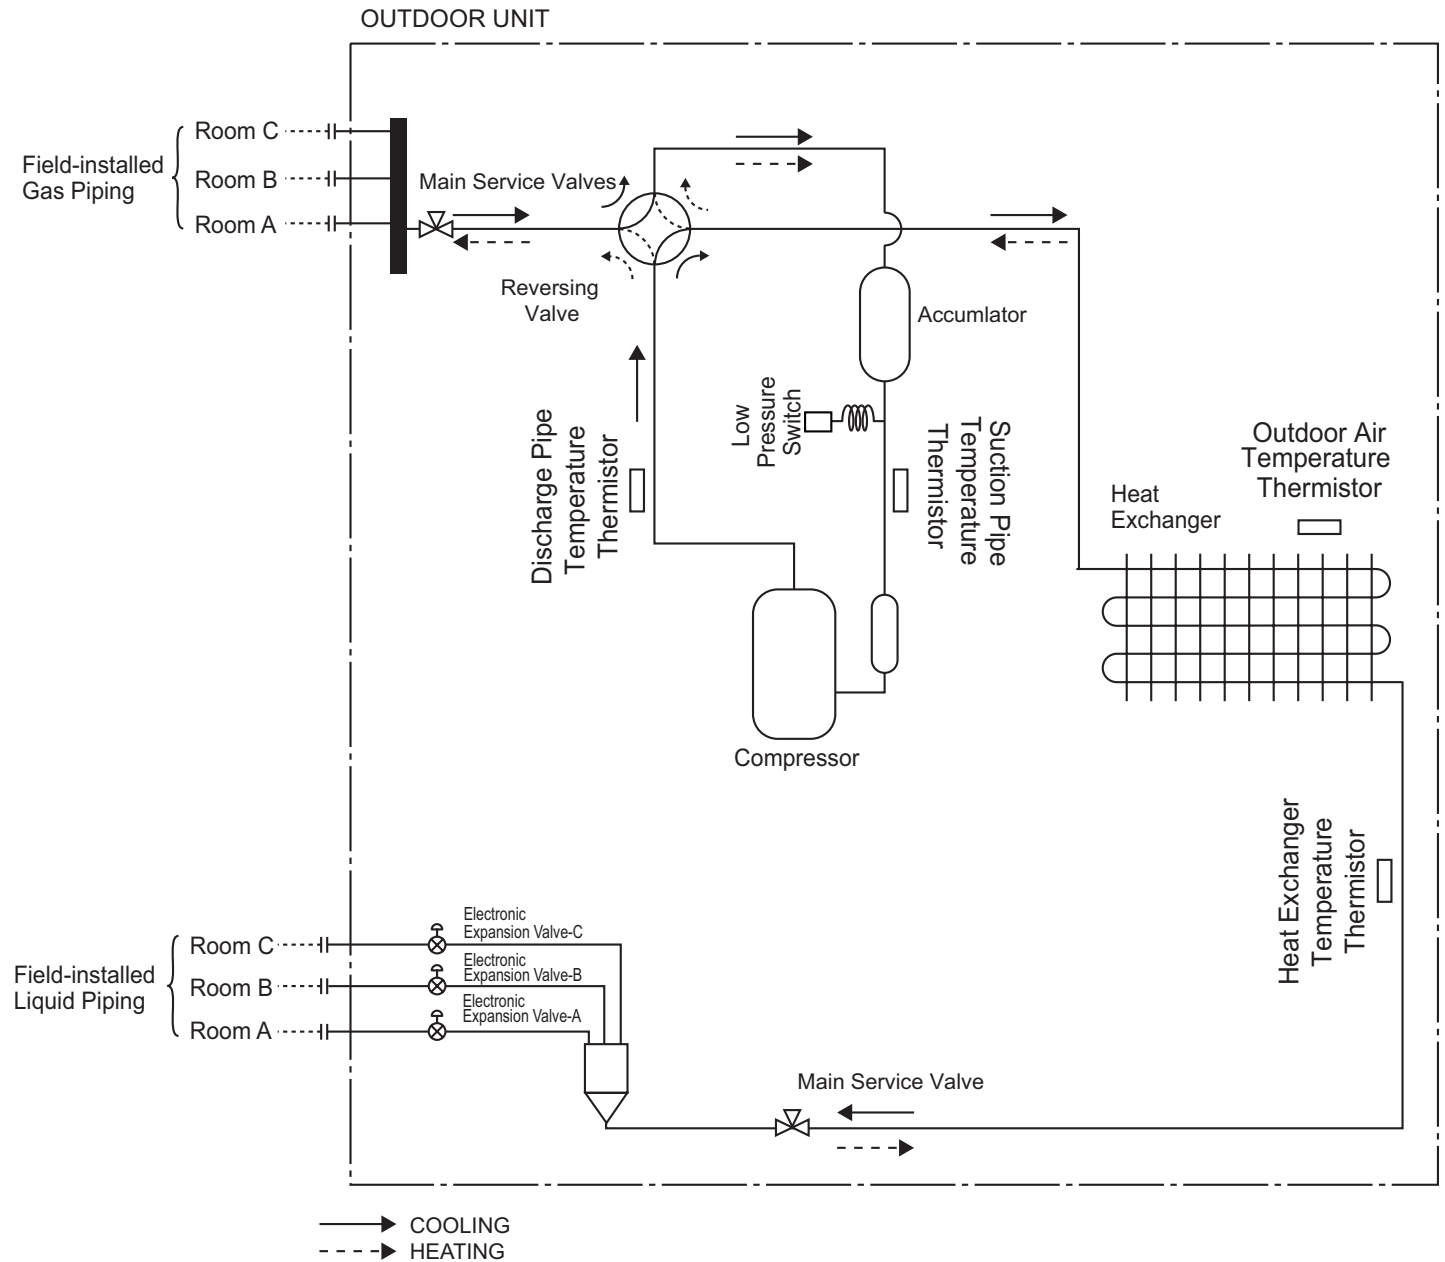 OUTDOOR UNIT
Room C
Field-installed
Gas Piping
Room B
Room A
Main Service Valves
Reversing
Valve
Accumlator
Low
Pressure
Switch
Discharge Pipe
Temperature
Thermistor
Suction Pipe
Temperature
Thermistor
Outdoor Air
Temperature
Thermistor
Heat
Exchanger
Compressor
Heat Exchanger
Temperature
Thermistor
Electronic
Expansion Valve-C
Room C
Electronic
Expansion Valve-B
Field-installed
Liquid Piping
Room B
Electronic
Expansion Valve-A
Room A
Main Service Valve
COOLING
HEATING